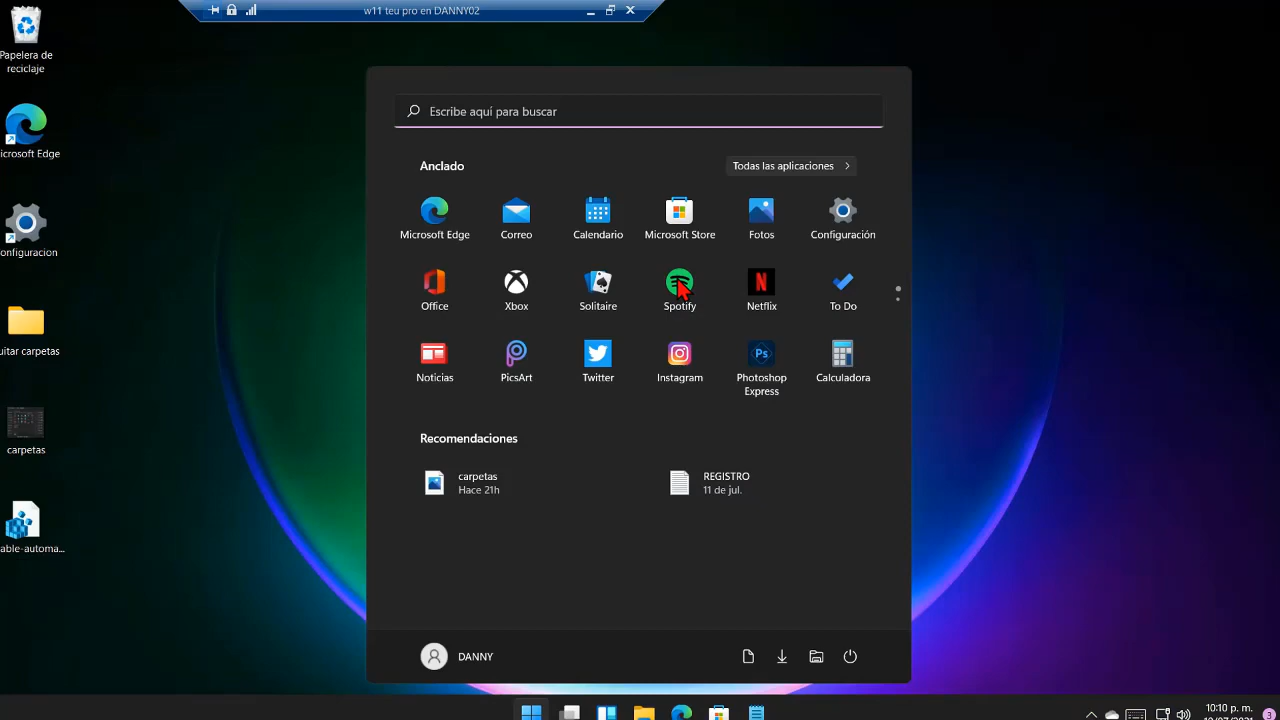 w11 teu pro en DANNY02
Papelera de
reciclaje
icrosoft Edge
onfiguracion
uitar carpetas
carpetas
able-automa...
Escribe aquí para buscar
Anclado
Todas las aplicaciones
Microsoft Edge
Correo
Calendario
Microsoft Store
Fotos
Configuración
Office
Xbox
Solitaire
Spotify
Netflix
To Do
Noticias
PicsArt
Twitter
Instagram
Ps
Photoshop
Express
Calculadora
Recomendaciones
carpetas
Hace 21h
REGISTRO
11 de jul.
DANNY
10:10 p. m.